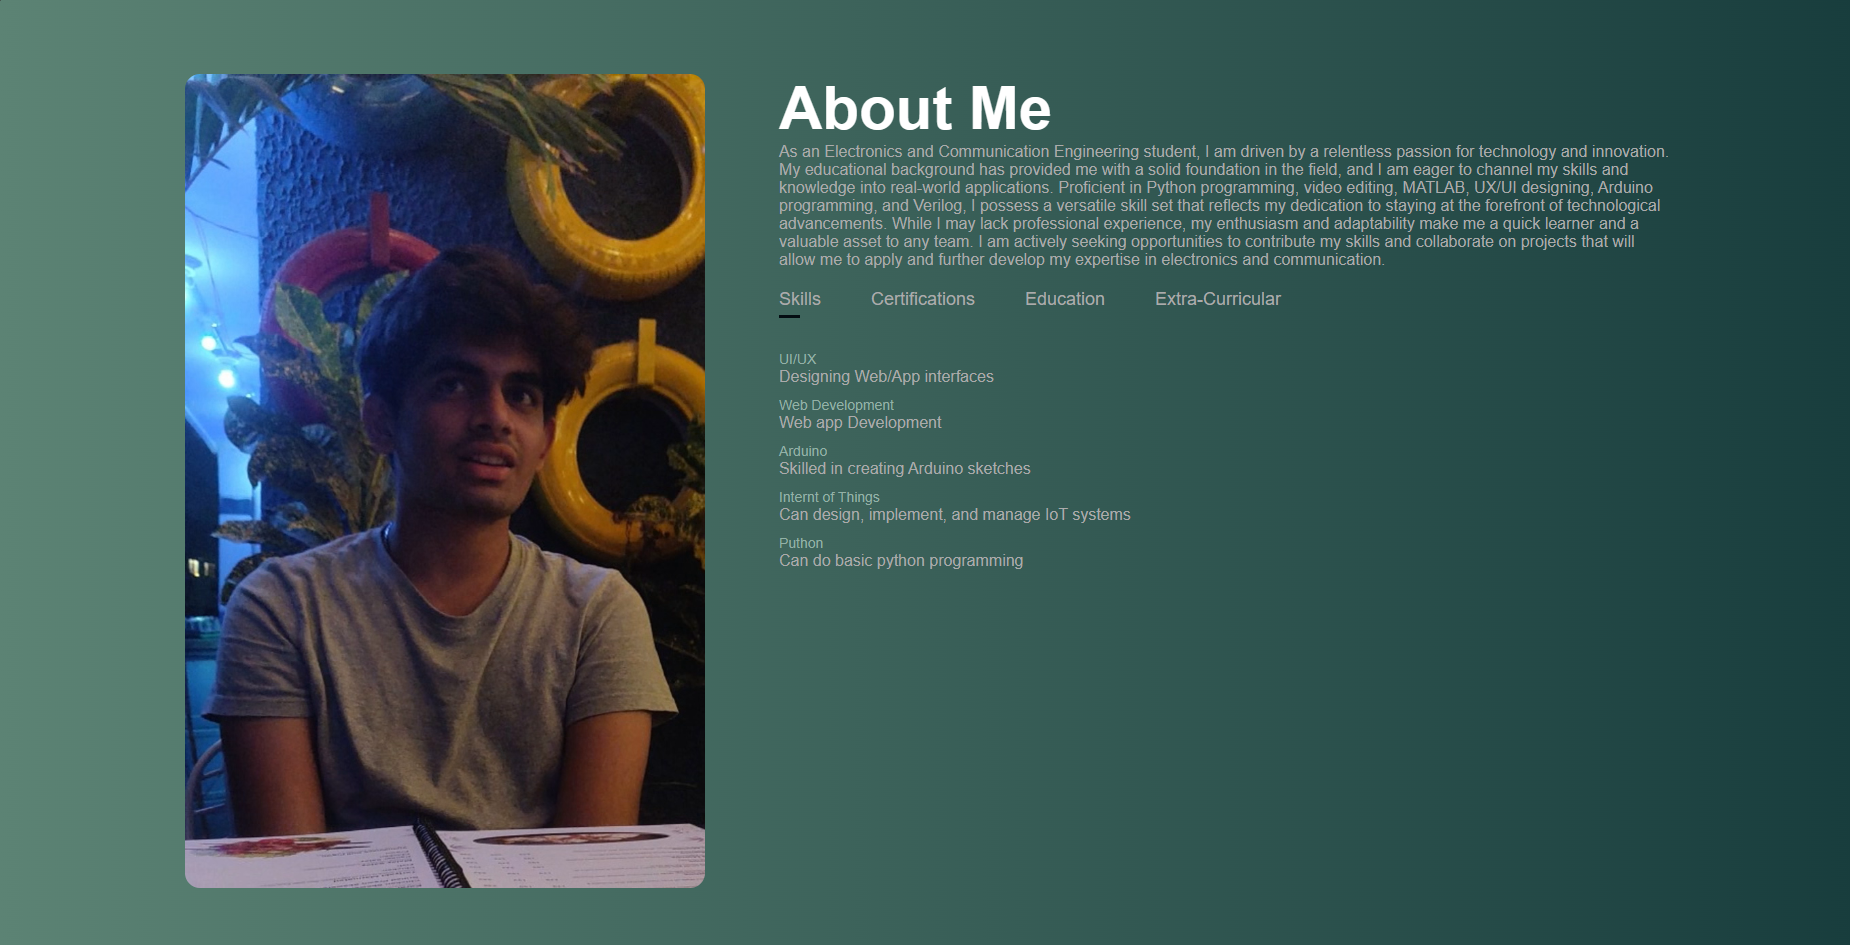 About Me
As an Electronics and Communication Engineering student, I am driven by a relentless passion for technology and innovation.
My educational background has provided me with a solid foundation in the field, and I am eager to channel my skills and
knowledge into real-world applications. Proficient in Python programming, video editing, MATLAB, UX/UI designing, Arduino
programming, and Verilog, I possess a versatile skill set that reflects my dedication to staying at the forefront of technological
advancements. While I may lack professional experience, my enthusiasm and adaptability make me a quick learner and a
valuable asset to any team. I am actively seeking opportunities to contribute my skills and collaborate on projects that will
allow me to apply and further develop my expertise in electronics and communication.
Skills Certifications Education Extra-Curricular
UI/UX
Designing Web/App interfaces
Web Development
Web app Development
Arduino
Skilled in creating Arduino sketches
Internt of Things
Can design, implement, and manage IoT systems
Puthon
Can do basic python programming